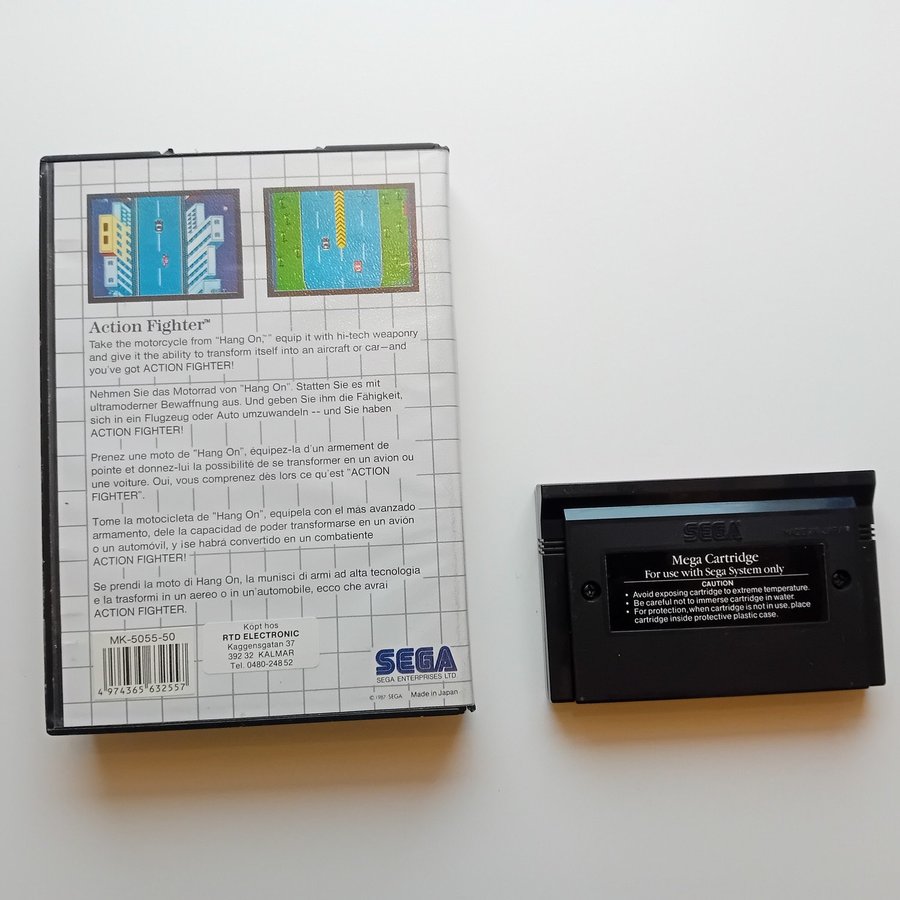 Action Fighter™
Take the motorcycle from "Hang On,"™ equip it with hi-tech weaponry
and give it the ability to transform itself into an aircraft or car—and
you've got ACTION FIGHTER!
Nehmen Sie das Motorrad von "Hang On". Statten Sie es mit
ultramoderner Bewaffnung aus. Und geben Sie ihm die Fähigkeit,
sich in ein Flugzeug oder Auto umzuwandeln -- und Sie haben
ACTION FIGHTER!
Prenez une moto de "Hang On", équipez-la d'un armement de
pointe et donnez-lui la possibilité de se transformer en un avion ou
une voiture. Oui, vous comprenez dès lors ce qu'est "ACTION
FIGHTER".
Tome la motocicleta de "Hang On", equipela con el más avanzado
armamento, dele la capacidad de poder transformarse en un avión
o un automóvil, y ¡se habrá convertido en un combatiente
ACTION FIGHTER!
Se prendi la moto di Hang On, la munisci di armi ad alta tecnologia
e la trasformi in un aereo o in un'automobile, ecco che avrai
ACTION FIGHTER.
MK-5055-50
4 974365 632557
Köpt hos
RTD ELECTRONIC
Kaggensgatan 37
392 32 KALMAR
Tel. 0480-248 52
SEGA
SEGA ENTERPRISES LTD.
© 1987 SEGA Made in Japan
SEGA
Mega Cartridge
For use with Sega System only
CAUTION
• Avoid exposing cartridge to extreme temperature.
• Be careful not to immerse cartridge in water.
• For protection, when cartridge is not in use, place
cartridge inside protective plastic case.